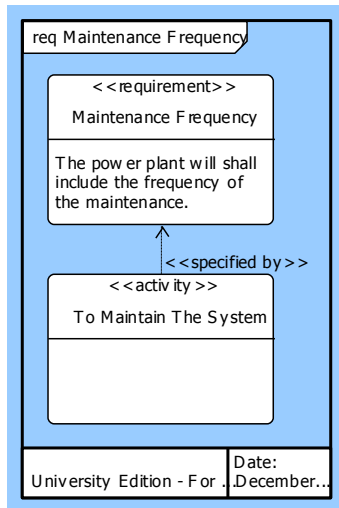 req Maintenance Frequency
<<requirement>>
Maintenance Frequency
The power plant will shall
include the frequency of
the maintenance.
<<specified by>>
<<activity>>
To Maintain The System
Date:
University Edition - For ... December...